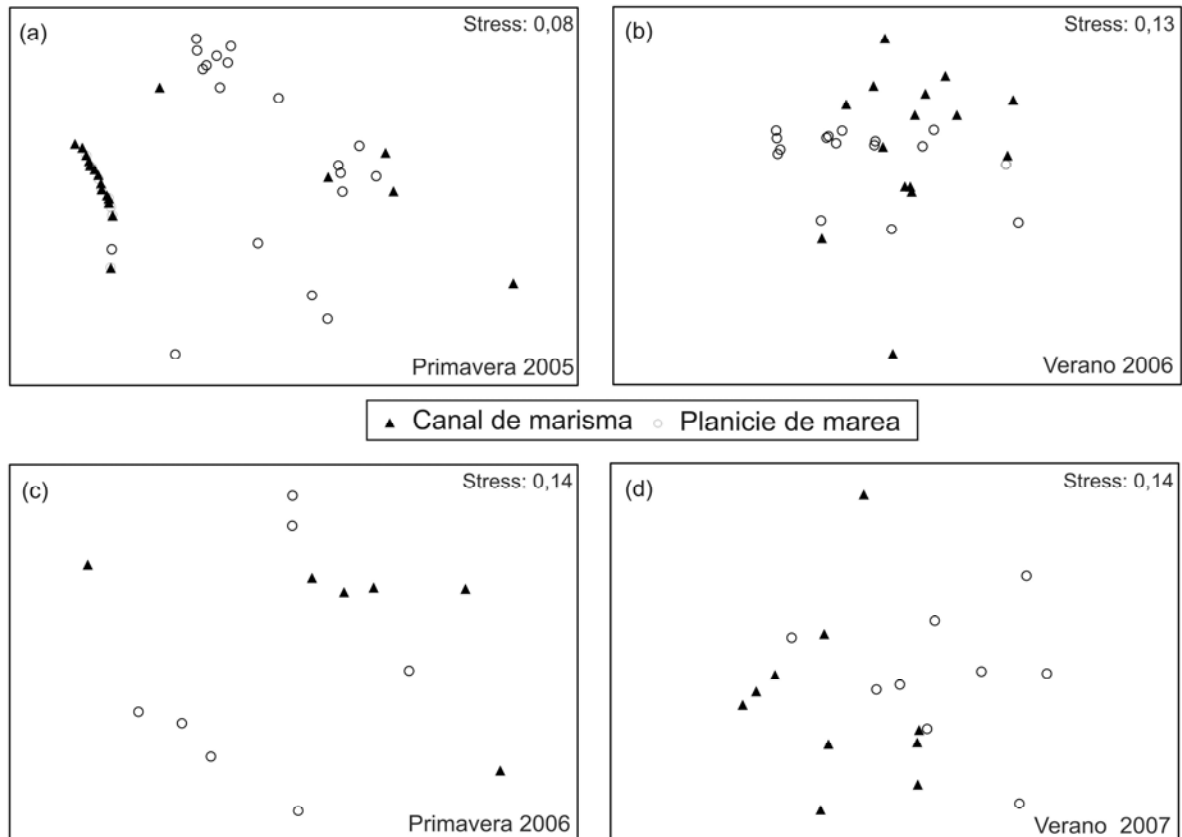 (a)
Stress: 0,08
Primavera 2005
(b)
Stress: 0,13
Verano 2006
Canal de marisma
Planicie de marea
(c)
Stress: 0,14
Primavera 2006
(d)
Stress: 0,14
Verano 2007